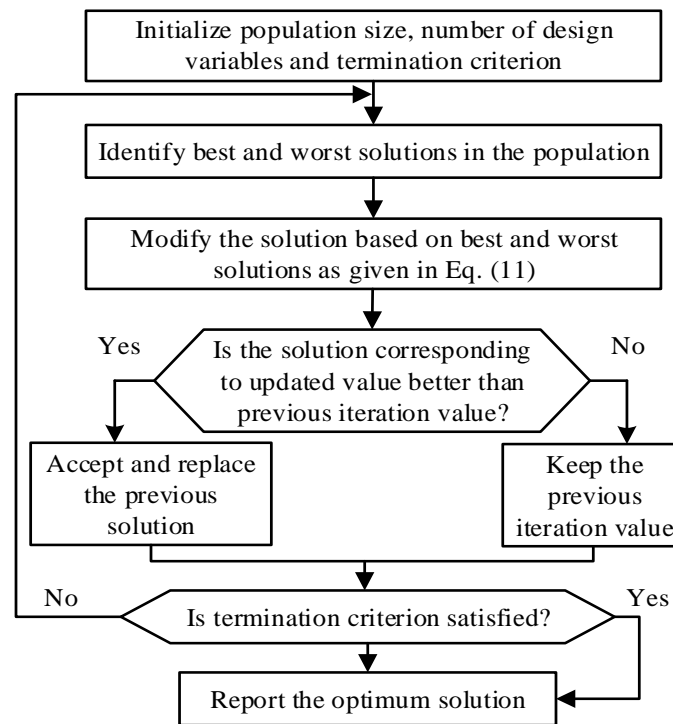 Initialize population size, number of design
variables and termination criterion
Identify best and worst solutions in the population
Modify the solution based on best and worst
solutions as given in Eq. (11)
Yes
No
Is the solution corresponding
to updated value better than
previous iteration value?
Accept and replace
the previous
solution
Keep the
previous
iteration value
No
Yes
Is termination criterion satisfied?
Report the optimum solution